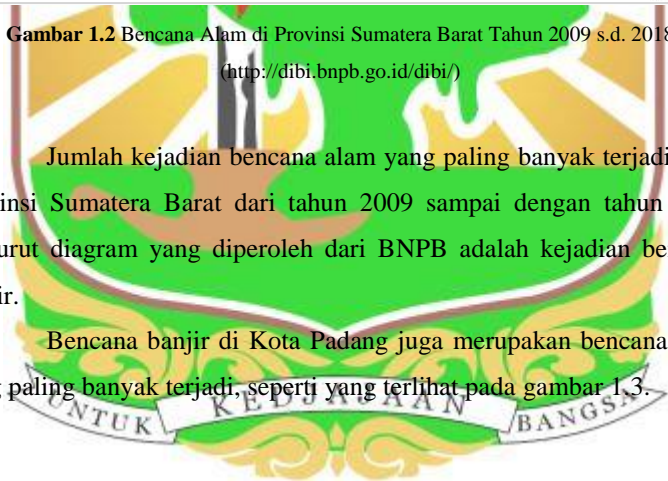 Gambar 1.2 Bencana Alam di Provinsi Sumatera Barat Tahun 2009 s.d. 2018
(http://dibi.bnpb.go.id/dibi/)
Jumlah kejadian bencana alam yang paling banyak terjadi
insi Sumatera Barat dari tahun 2009 sampai dengan tahun
urut diagram yang diperoleh dari BNPB adalah kejadian be
ir.
Bencana banjir di Kota Padang juga merupakan bencana
g paling banyak terjadi, seperti yang terlihat pada gambar 1.3.
UNTUK KEDJAJAAN BANGSA